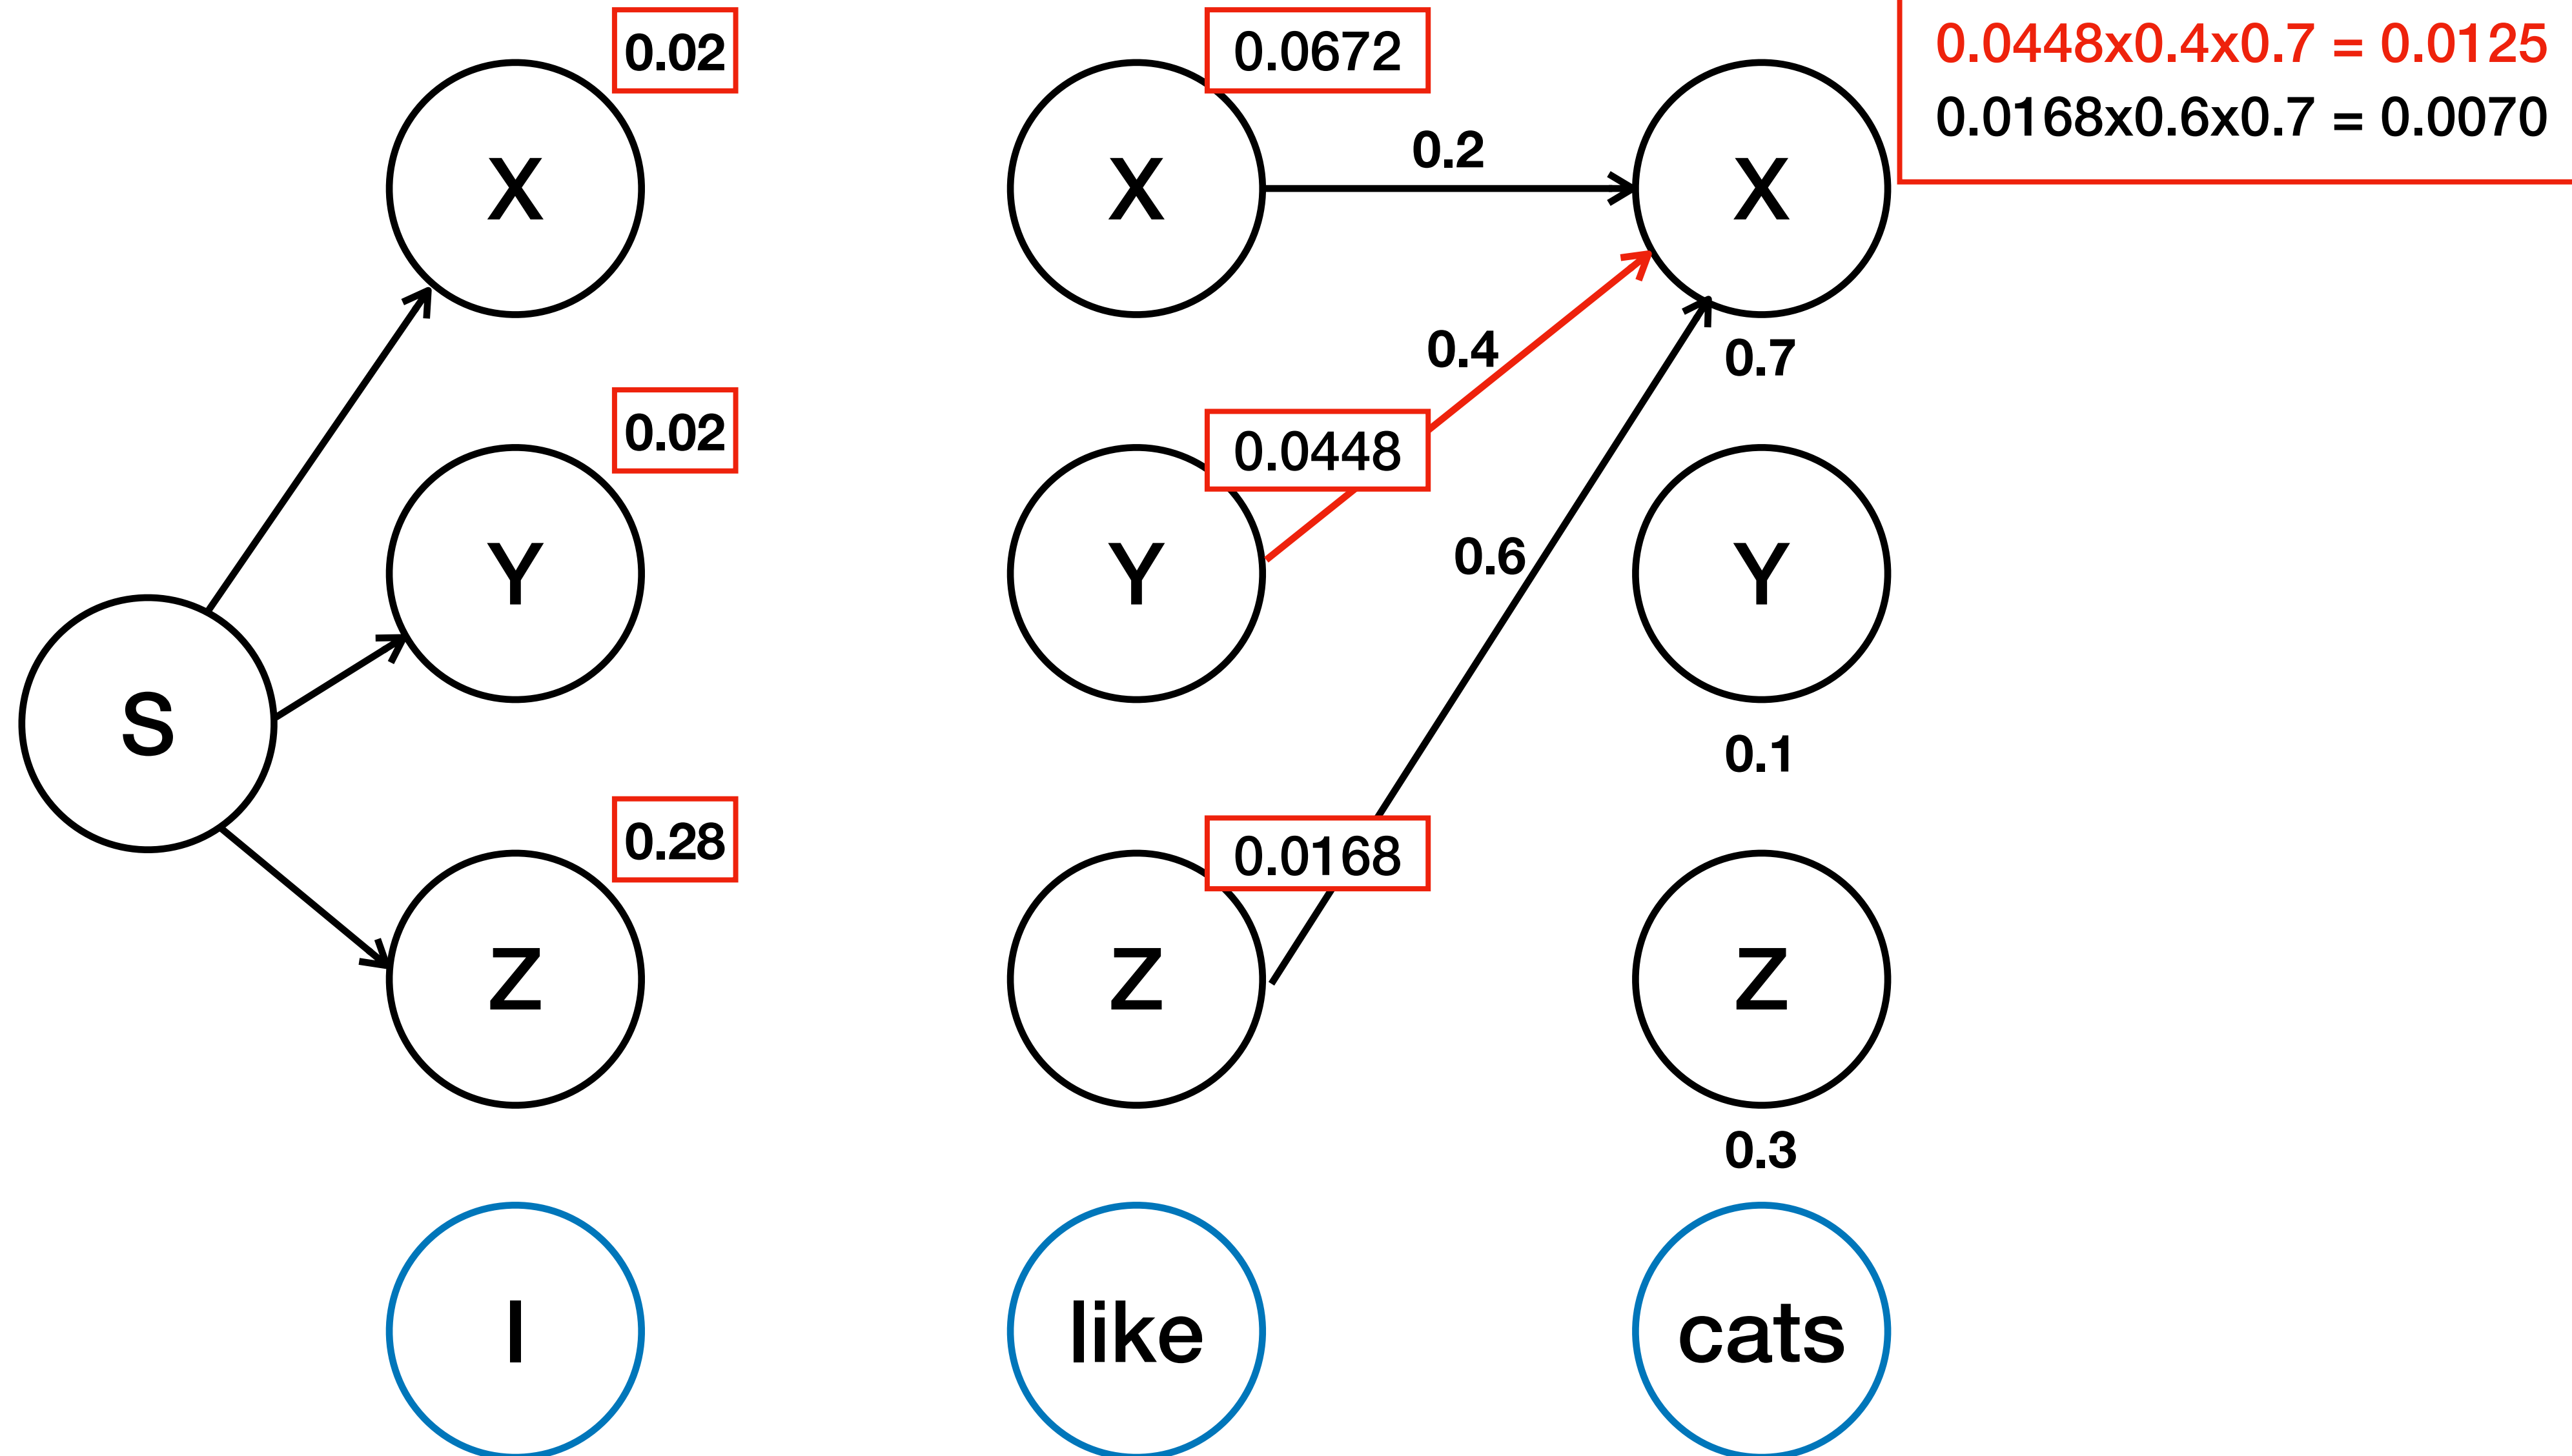 0.02
0.0672
0.0448x0.4x0.7 = 0.0125
0.0168x0.6x0.7 = 0.0070
X
X
0.2
X
0.4
0.7
0.02
0.0448
Y
Y
0.6
Y
S
0.1
0.28
0.0168
Z
Z
Z
0.3
I
like
cats